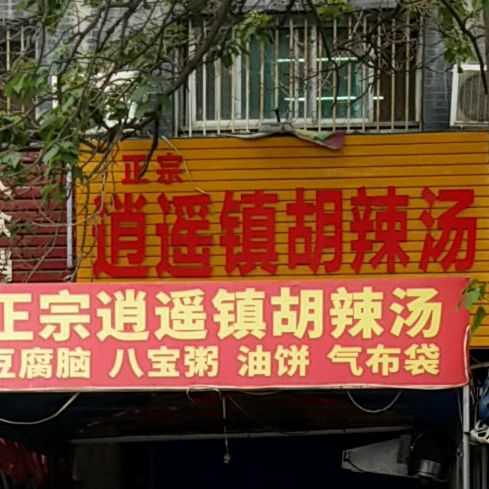 正宗
逍遥镇胡辣汤
正宗逍遥镇胡辣汤
豆腐脑 八宝粥 油饼 气布袋